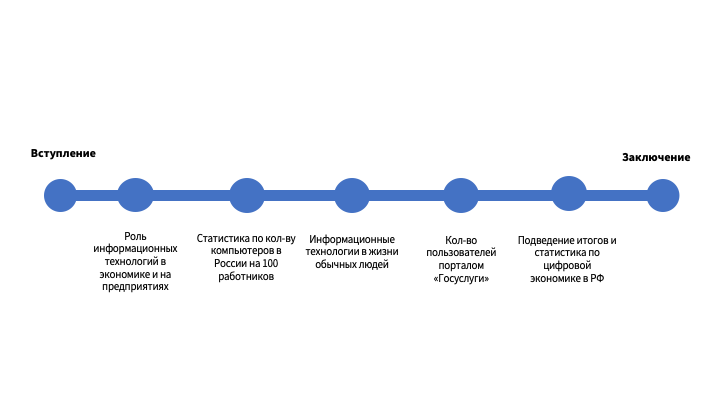 Вступление
Заключение
Роль
информационных
технологий в
экономике и на
предприятиях
Статистика по кол-ву
компьютеров в
России на 100
работников
Информационные
технологии в жизни
обычных людей
Кол-во
пользователей
порталом
«Госуслуги»
Подведение итогов и
статистика по
цифровой
экономике в РФ